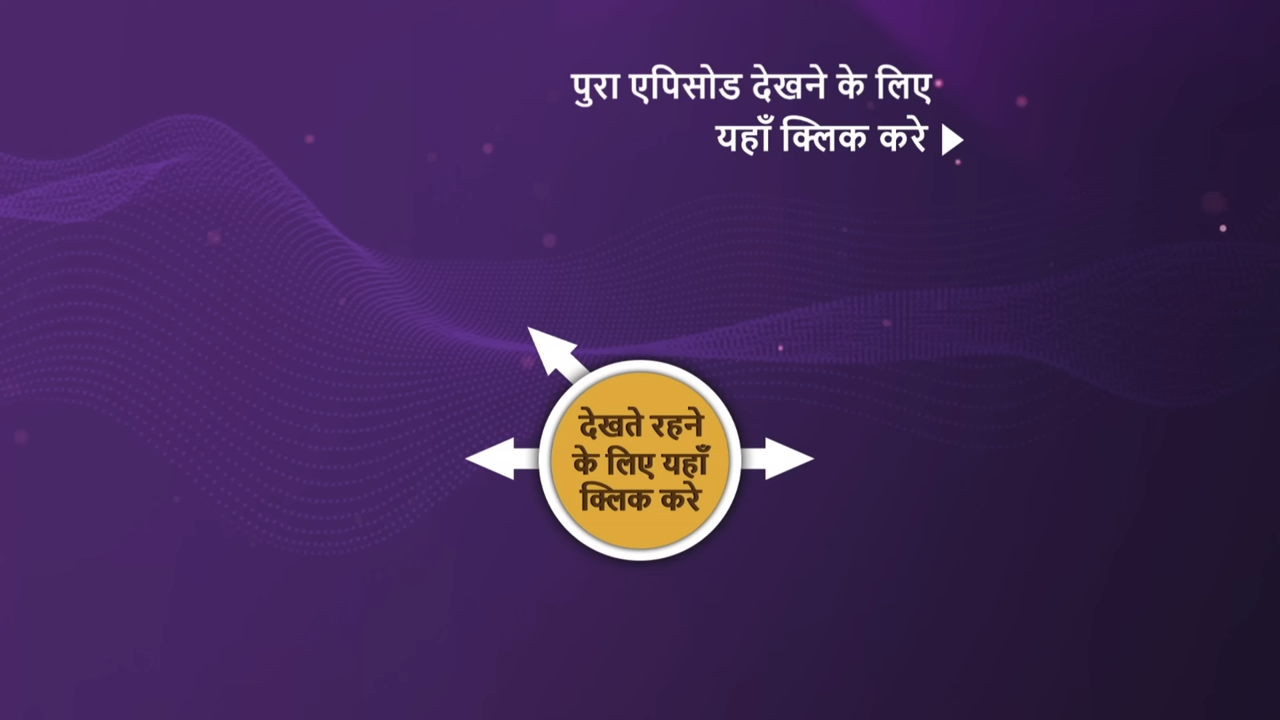 पुरा एपिसोड देखने के लिए
यहाँ क्लिक करे
देखते रहने
के लिए यहाँ
क्लिक करे